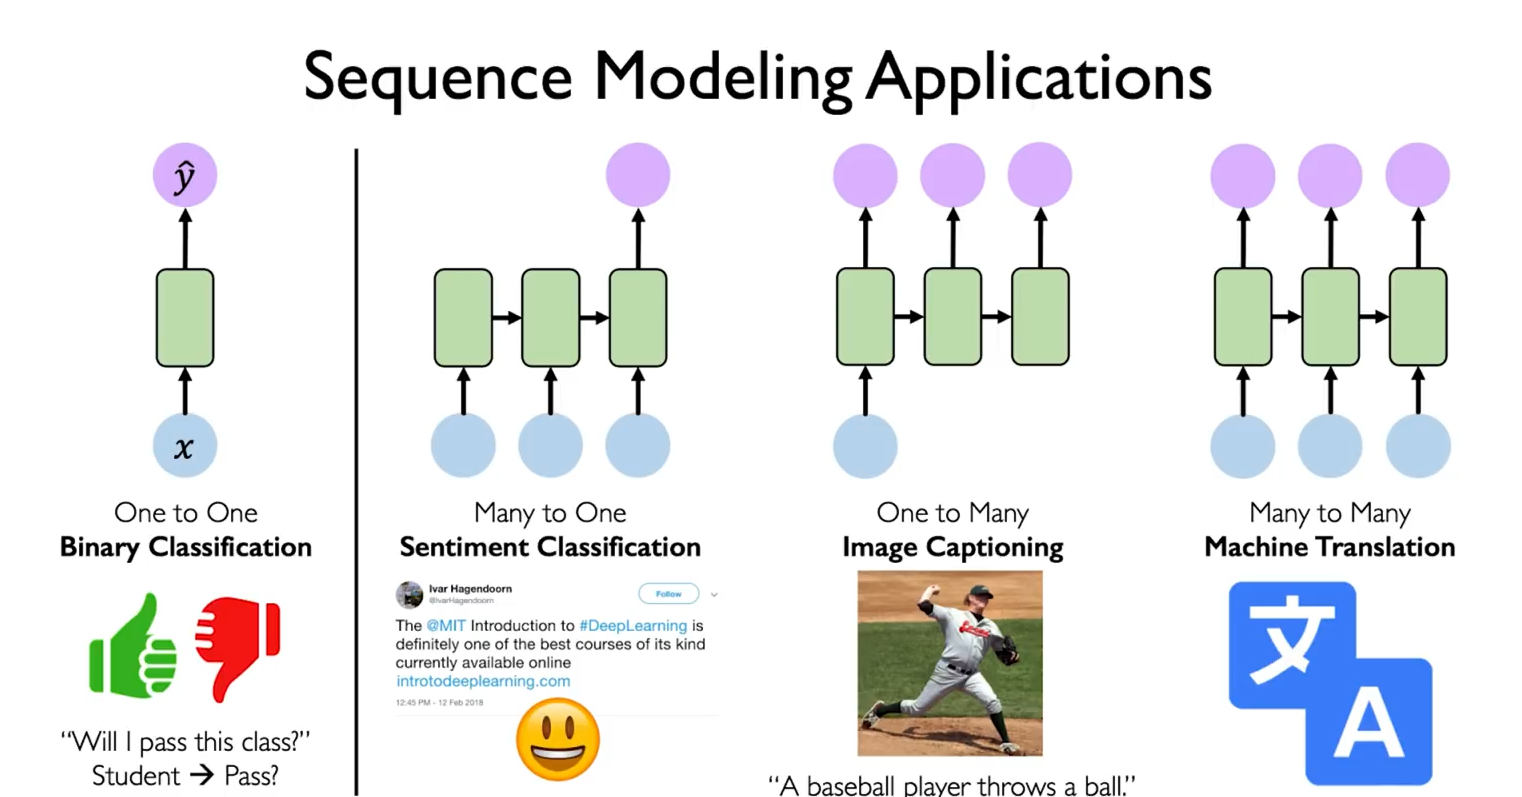 Sequence Modeling Applications
ŷ
x
One to One
Binary Classification
"Will I pass this class?"
Student → Pass?
Many to One
Sentiment Classification
Ivar Hagendoorn
@IvarHagendoorn
Follow
The @MIT Introduction to #DeepLearning is
definitely one of the best courses of its kind
currently available online
introtodeeplearning.com
12:45 PM - 12 Feb 2018
One to Many
Image Captioning
"A baseball player throws a ball."
Many to Many
Machine Translation
文
A